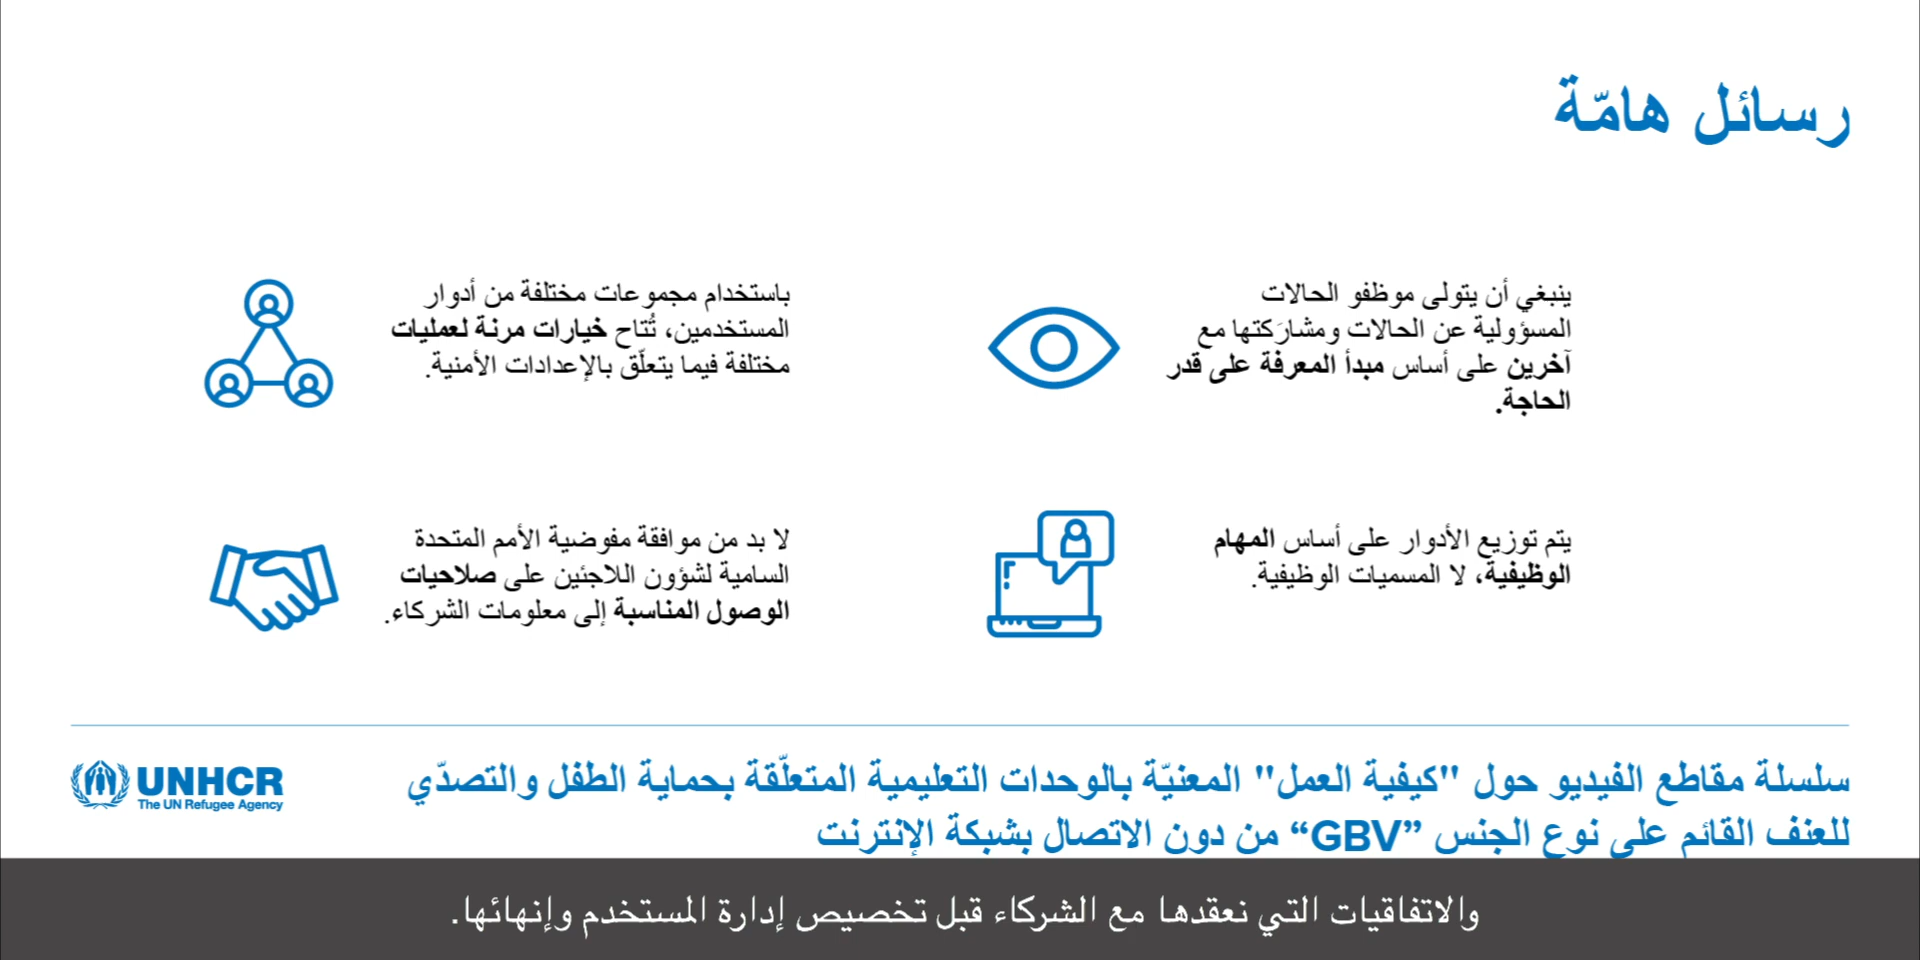 رسائل هامّة
ينبغي أن يتولى موظفو الحالات
المسؤولية عن الحالات ومشارَكتها مع
آخرين على أساس مبدأ المعرفة على قدر
الحاجة.
باستخدام مجموعات مختلفة من أدوار
المستخدمين، تُتاح خيارات مرنة لعمليات
مختلفة فيما يتعلّق بالإعدادات الأمنية.
يتم توزيع الأدوار على أساس المهام
الوظيفية، لا المسميات الوظيفية.
لا بد من موافقة مفوضية الأمم المتحدة
السامية لشؤون اللاجئين على صلاحيات
الوصول المناسبة إلى معلومات الشركاء.
سلسلة مقاطع الفيديو حول "كيفية العمل" المعنيّة بالوحدات التعليمية المتعلّقة بحماية الطفل والتصدّي
للعنف القائم على نوع الجنس “GBV” من دون الاتصال بشبكة الإنترنت
UNHCR
The UN Refugee Agency
والاتفاقيات التي نعقدها مع الشركاء قبل تخصيص إدارة المستخدم وإنهائها.